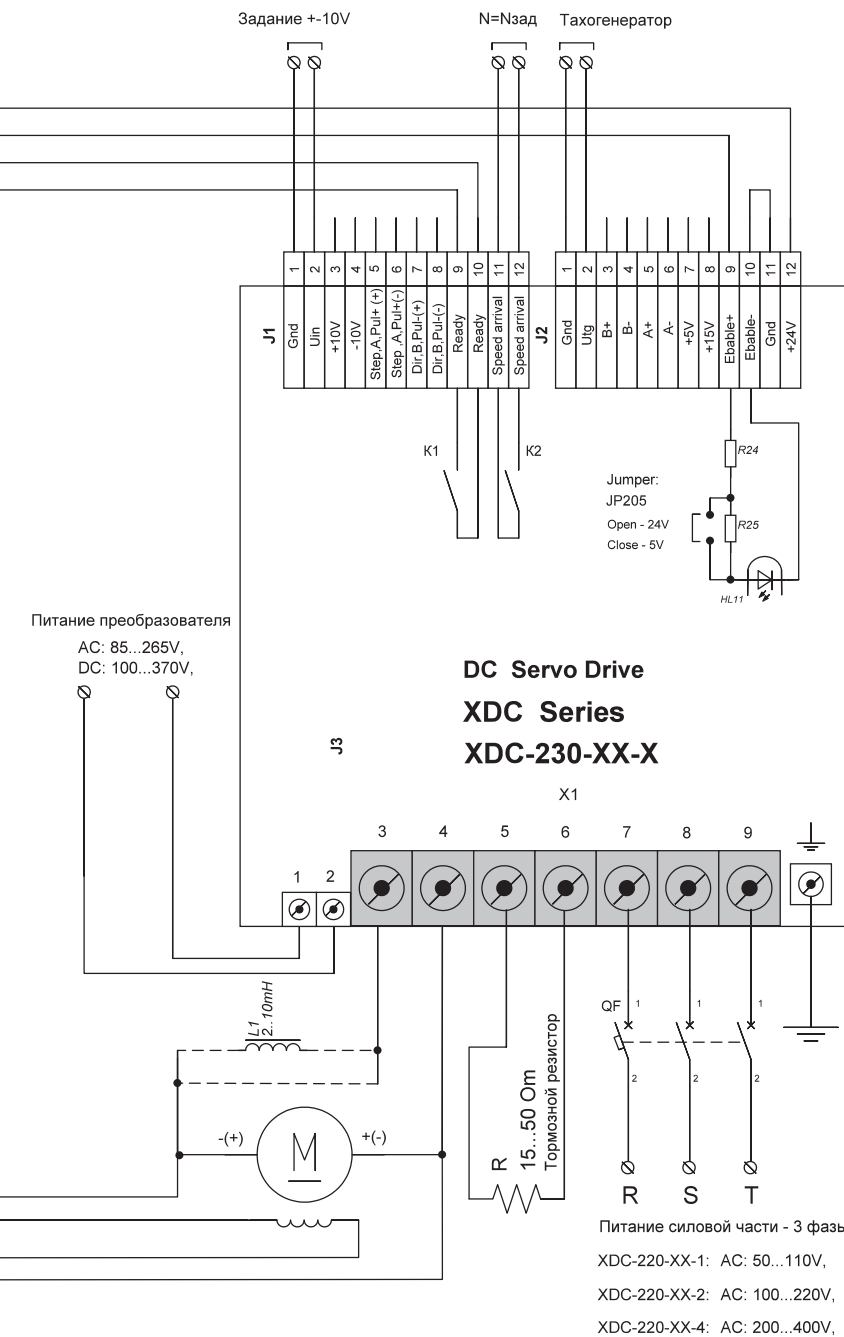 Задание +-10V
N=Nзад
Тахогенератор
1
2
3
4
5
6
7
8
9
10
11
12
1
2
3
4
5
6
7
8
9
10
11
12
J1
Gnd
Uin
+10V
-10V
Step,A,Pul+ (+)
Step ,A,Pul+(-)
Dir,B,Pul-(+)
Dir,B,Pul-(-)
Ready
Ready
Speed arrival
Speed arrival
J2
Gnd
Utg
B+
B-
A+
A-
+5V
+15V
Ebable+
Ebable-
Gnd
+24V
К1
К2
R24
Jumper:
JP205
Open - 24V
Close - 5V
R25
HL11
Питание преобразователя
AC: 85...265V,
DC: 100...370V,
DC Servo Drive
XDC Series
XDC-230-XX-X
J3
X1
3
4
5
6
7
8
9
1
2
L1
2..10mH
QF
1
1
1
2
2
2
-(+)
M
+(-)
R
15...50 Om
Тормозной резистор
R
S
T
Питание силовой части - 3 фазы
XDC-220-XX-1: AC: 50...110V,
XDC-220-XX-2: AC: 100...220V,
XDC-220-XX-4: AC: 200...400V,